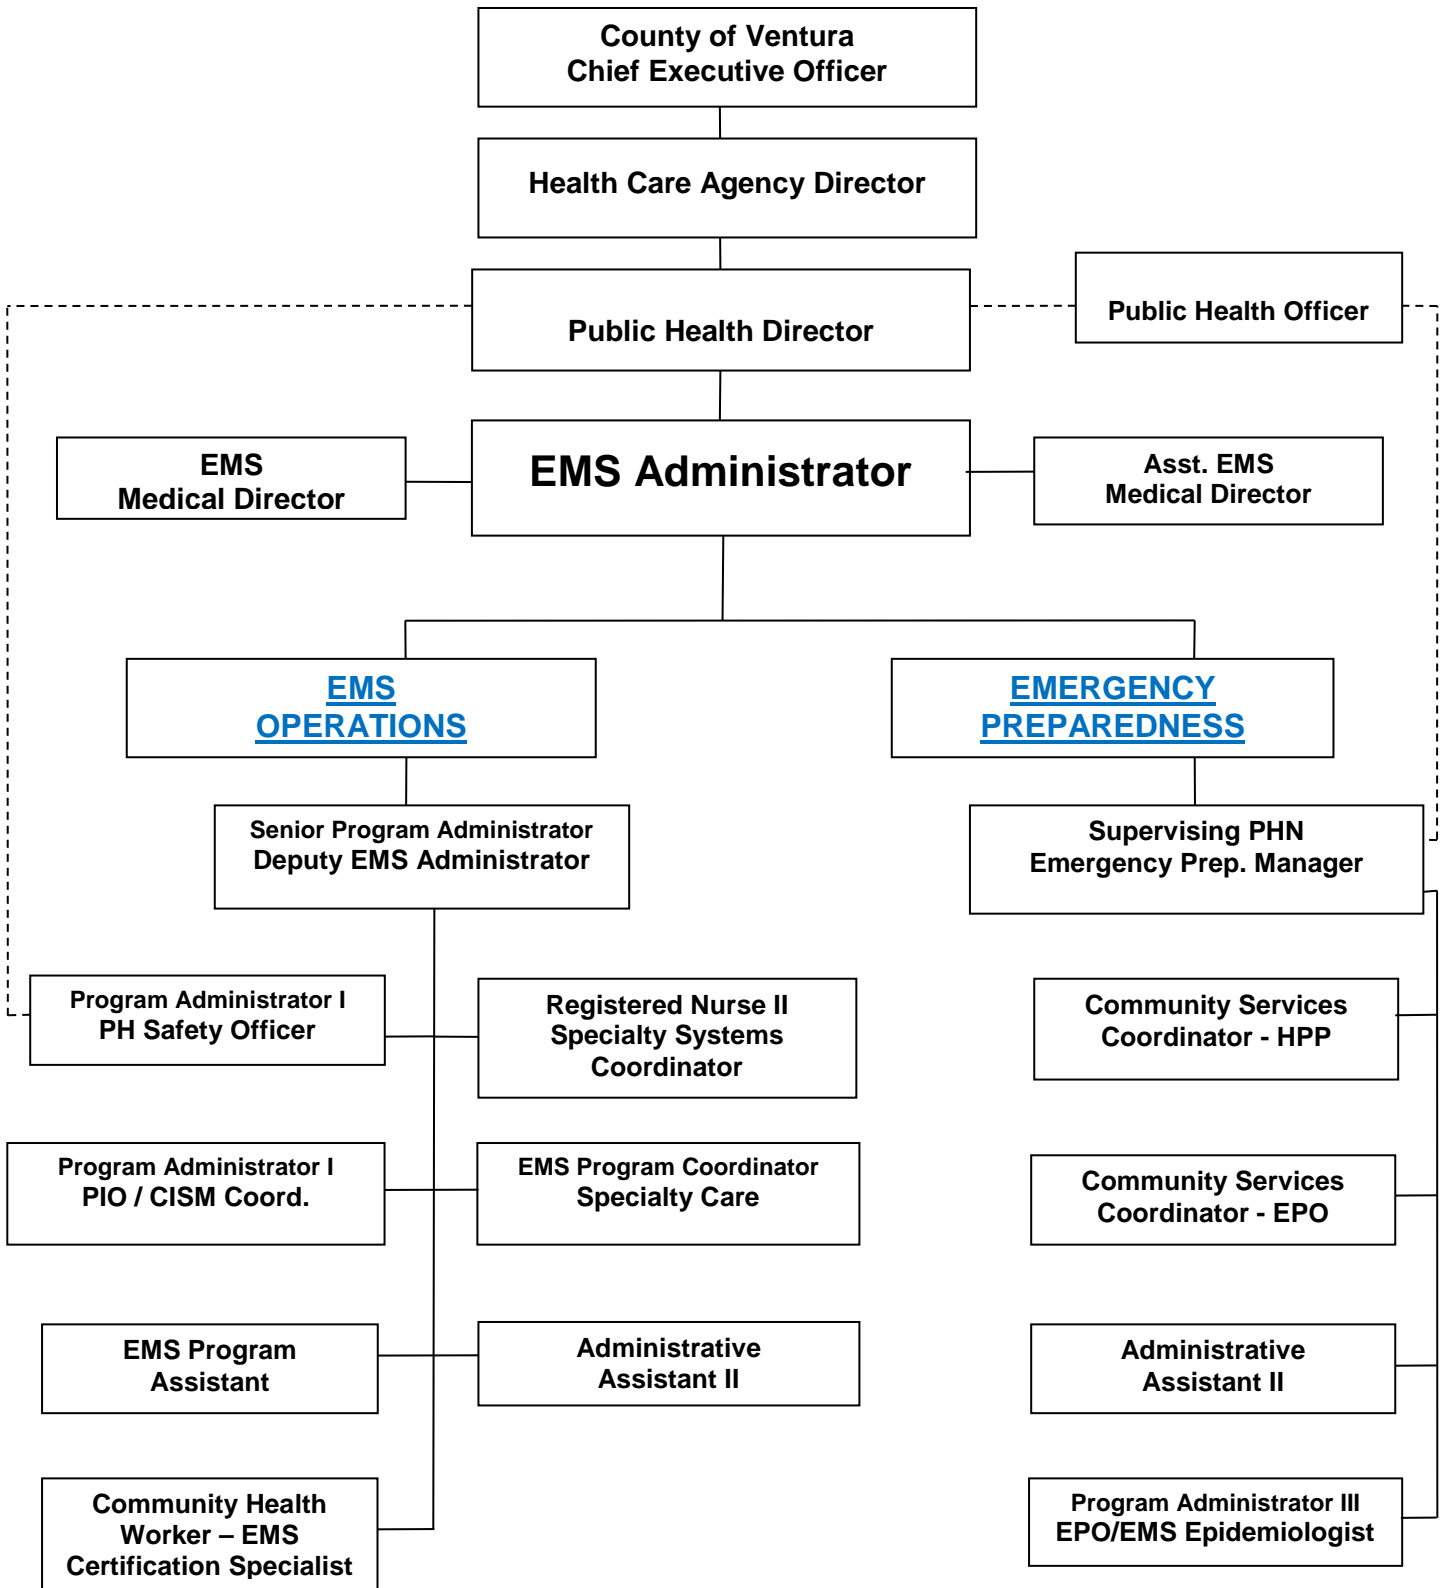 County of Ventura
Chief Executive Officer
Health Care Agency Director
Public Health Director
Public Health Officer
EMS
Medical Director
EMS Administrator
Asst. EMS
Medical Director
EMS
OPERATIONS
EMERGENCY
PREPAREDNESS
Senior Program Administrator
Deputy EMS Administrator
Supervising PHN
Emergency Prep. Manager
Program Administrator I
PH Safety Officer
Registered Nurse II
Specialty Systems
Coordinator
Community Services
Coordinator - HPP
Program Administrator I
PIO / CISM Coord.
EMS Program Coordinator
Specialty Care
Community Services
Coordinator - EPO
EMS Program
Assistant
Administrative
Assistant II
Administrative
Assistant II
Community Health
Worker – EMS
Certification Specialist
Program Administrator III
EPO/EMS Epidemiologist